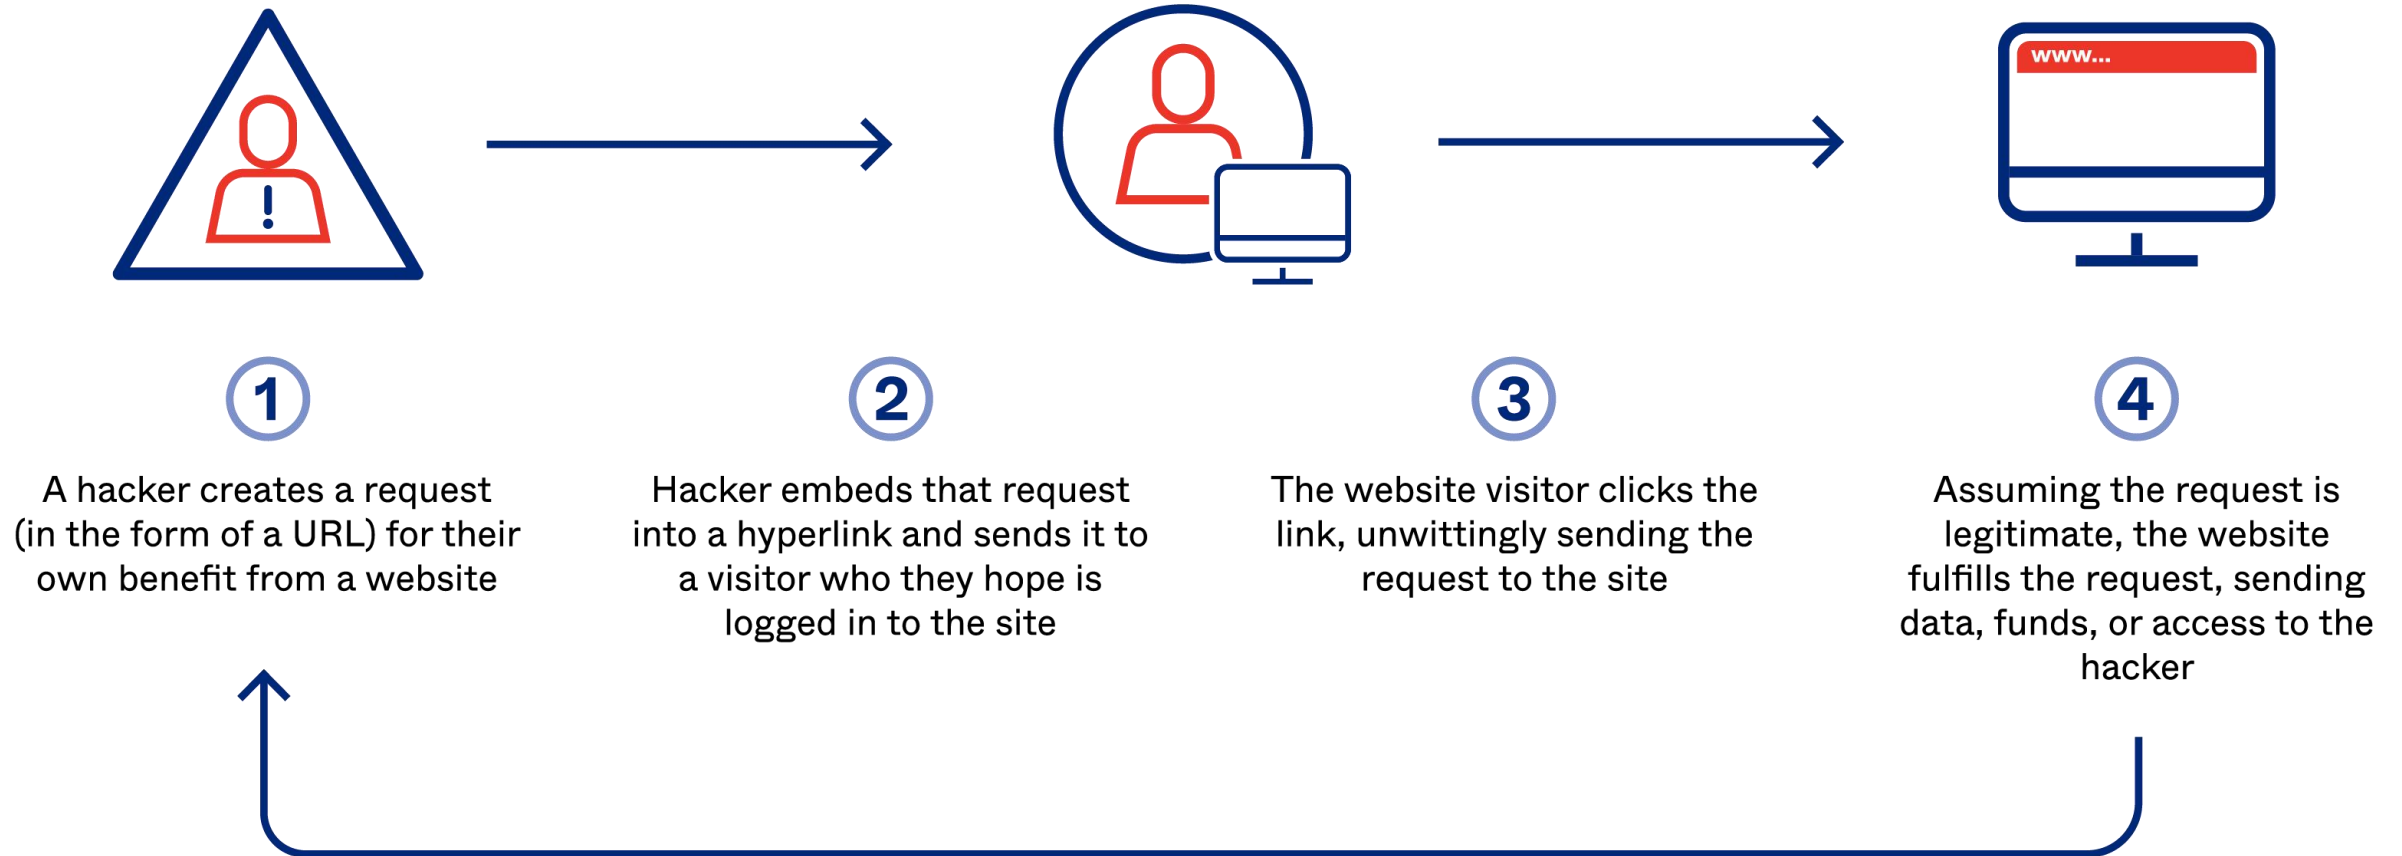 www...
!
1
A hacker creates a request
(in the form of a URL) for their
own benefit from a website
2
Hacker embeds that request
into a hyperlink and sends it to
a visitor who they hope is
logged in to the site
3
The website visitor clicks the
link, unwittingly sending the
request to the site
4
Assuming the request is
legitimate, the website
fulfills the request, sending
data, funds, or access to the
hacker